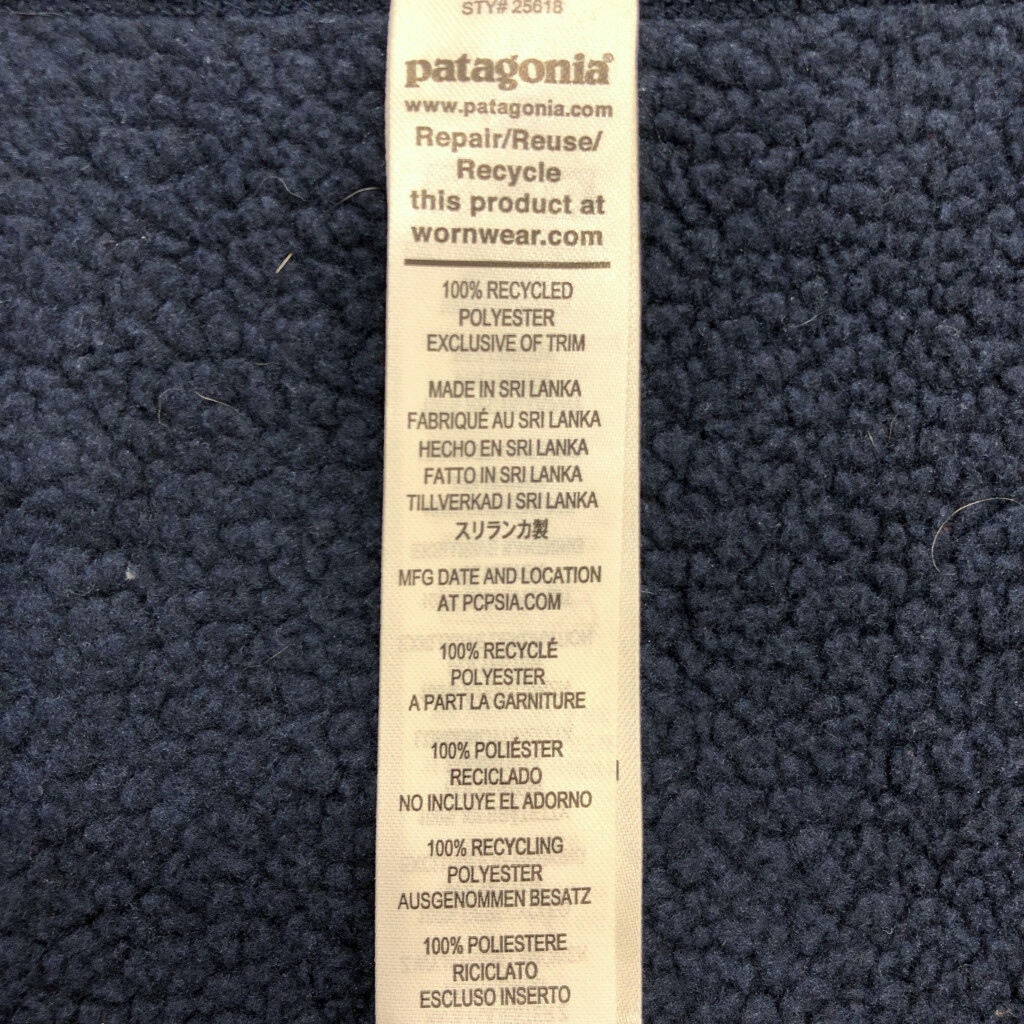 STY# 25618
patagonia®
www.patagonia.com
Repair/Reuse/
Recycle
this product at
wornwear.com
100% RECYCLED
POLYESTER
EXCLUSIVE OF TRIM
MADE IN SRI LANKA
FABRIQUÉ AU SRI LANKA
HECHO EN SRI LANKA
FATTO IN SRI LANKA
TILLVERKAD I SRI LANKA
スリランカ製
MFG DATE AND LOCATION
AT PCPSIA.COM
100% RECYCLÉ
POLYESTER
A PART LA GARNITURE
100% POLIÉSTER
RECICLADO
NO INCLUYE EL ADORNO
100% RECYCLING
POLYESTER
AUSGENOMMEN BESATZ
100% POLIESTERE
RICICLATO
ESCLUSO INSERTO